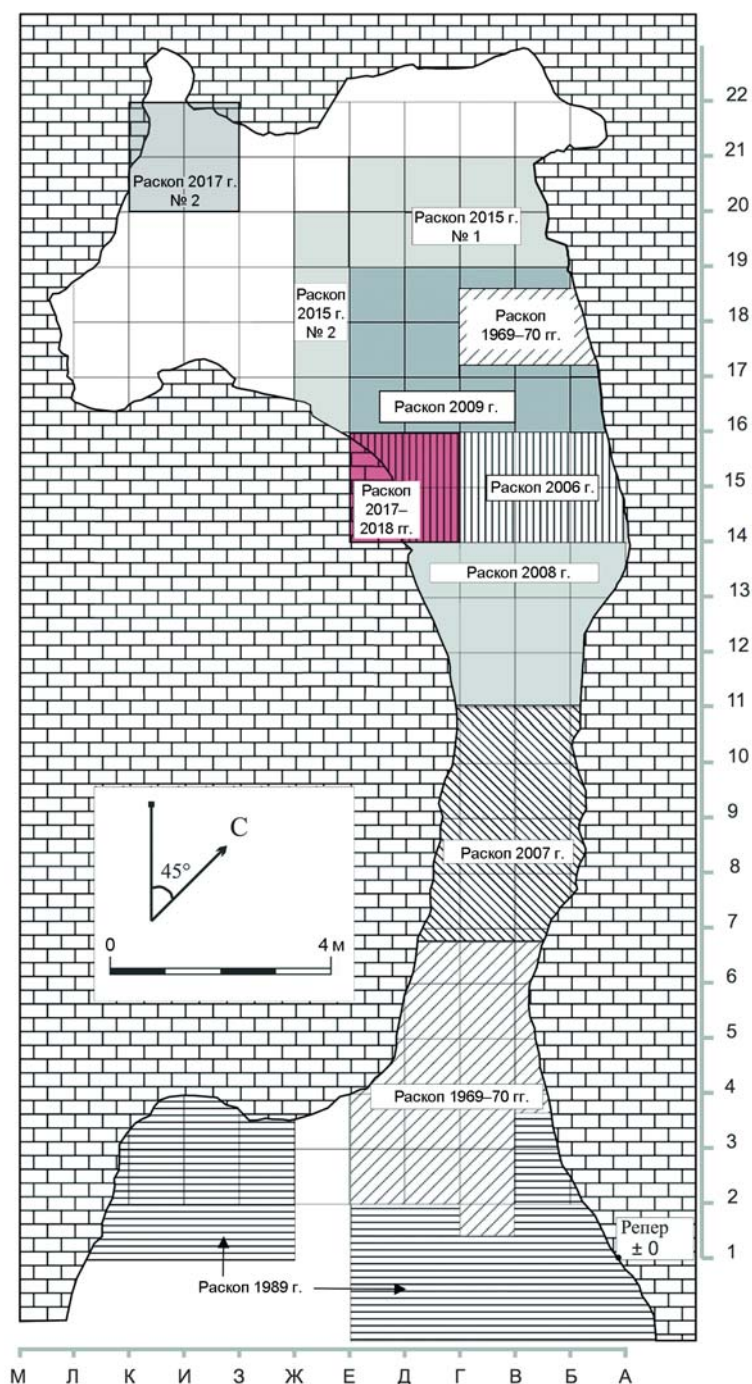 22
21
Раскоп 2017 г.
№ 2
20
Раскоп 2015 г.
№ 1
19
Раскоп
2015 г.
№ 2
Раскоп
1969–70 гг.
18
17
Раскоп 2009 г.
16
Раскоп
2017–
2018 гг.
Раскоп 2006 г.
15
14
Раскоп 2008 г.
13
12
11
10
9
Раскоп 2007 г.
8
7
45°
С
0
4 м
6
5
4
Раскоп 1969–70 гг.
3
2
Репер
± 0
1
Раскоп 1989 г.
М Л К И З Ж Е Д Г В Б А